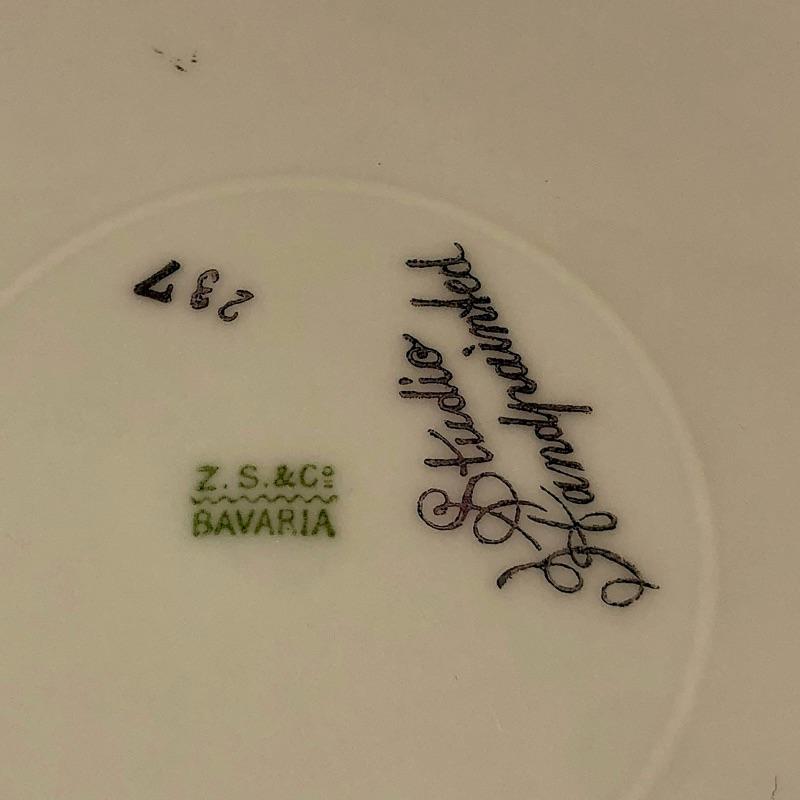 Z. S. & Cº
BAVARIA
Studio
Handpainted
237